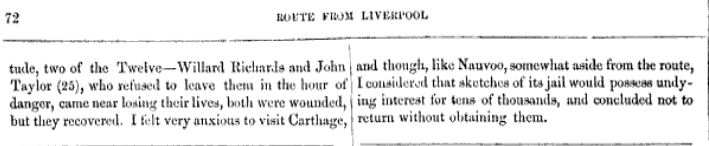 72
ROUTE FROM LIVERPOOL
tude, two of the Twelve—Willard Richards and John
Taylor (25), who refused to leave them in the hour of
danger, came near losing their lives, both were wounded,
but they recovered. I felt very anxious to visit Carthage,
and though, like Nauvoo, somewhat aside from the route,
I considered that sketches of its jail would possess undy-
ing interest for tens of thousands, and concluded not to
return without obtaining them.